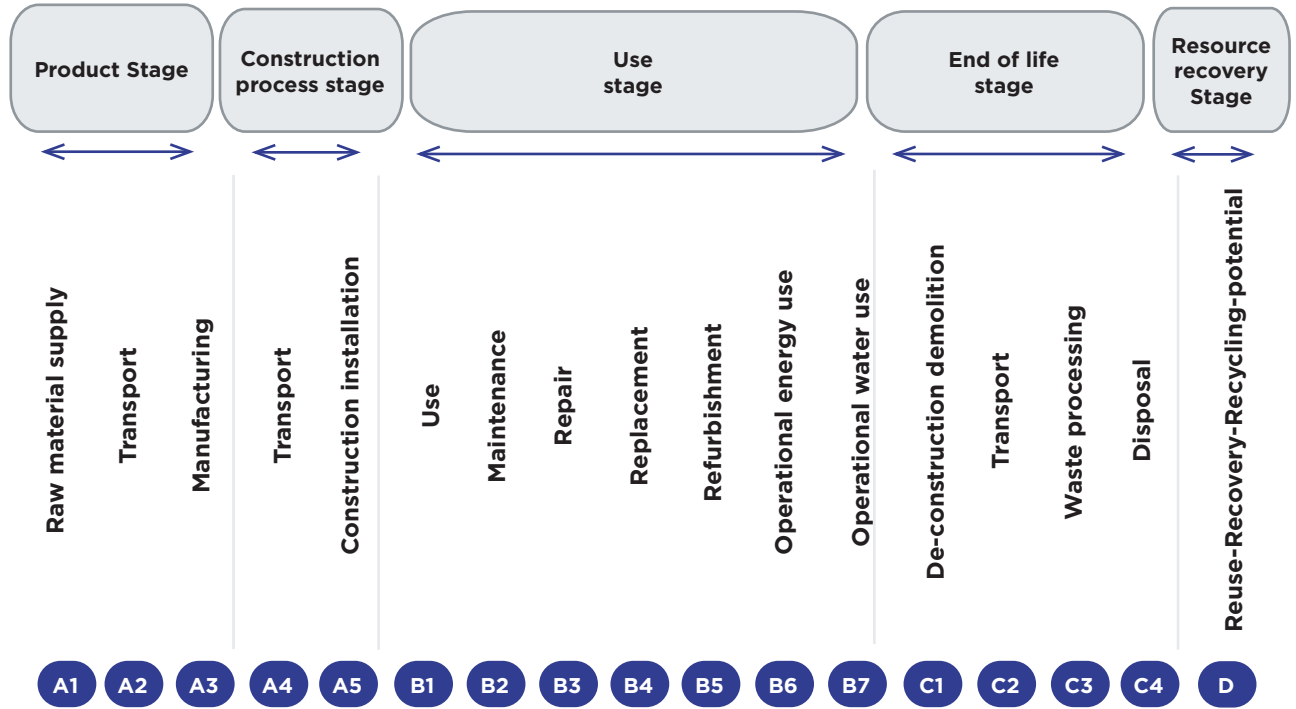 Product Stage
Construction
process stage
Use
stage
End of life
stage
Resource
recovery
Stage
Raw material supply
Transport
Manufacturing
Transport
Construction installation
Use
Maintenance
Repair
Replacement
Refurbishment
Operational energy use
Operational water use
De-construction demolition
Transport
Waste processing
Disposal
Reuse-Recovery-Recycling-potential
A1 A2 A3 A4 A5 B1 B2 B3 B4 B5 B6 B7 C1 C2 C3 C4 D